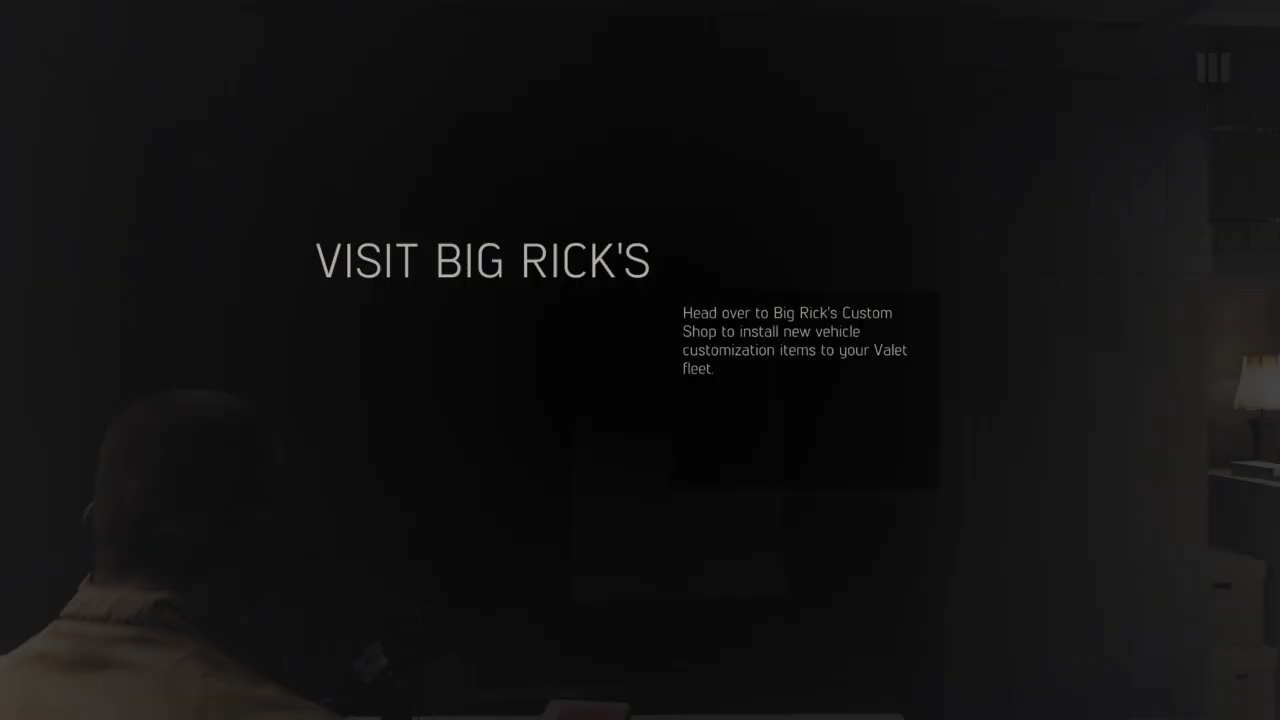 VISIT BIG RICK'S
Head over to Big Rick's Custom
Shop to install new vehicle
customization items to your Valet
fleet.